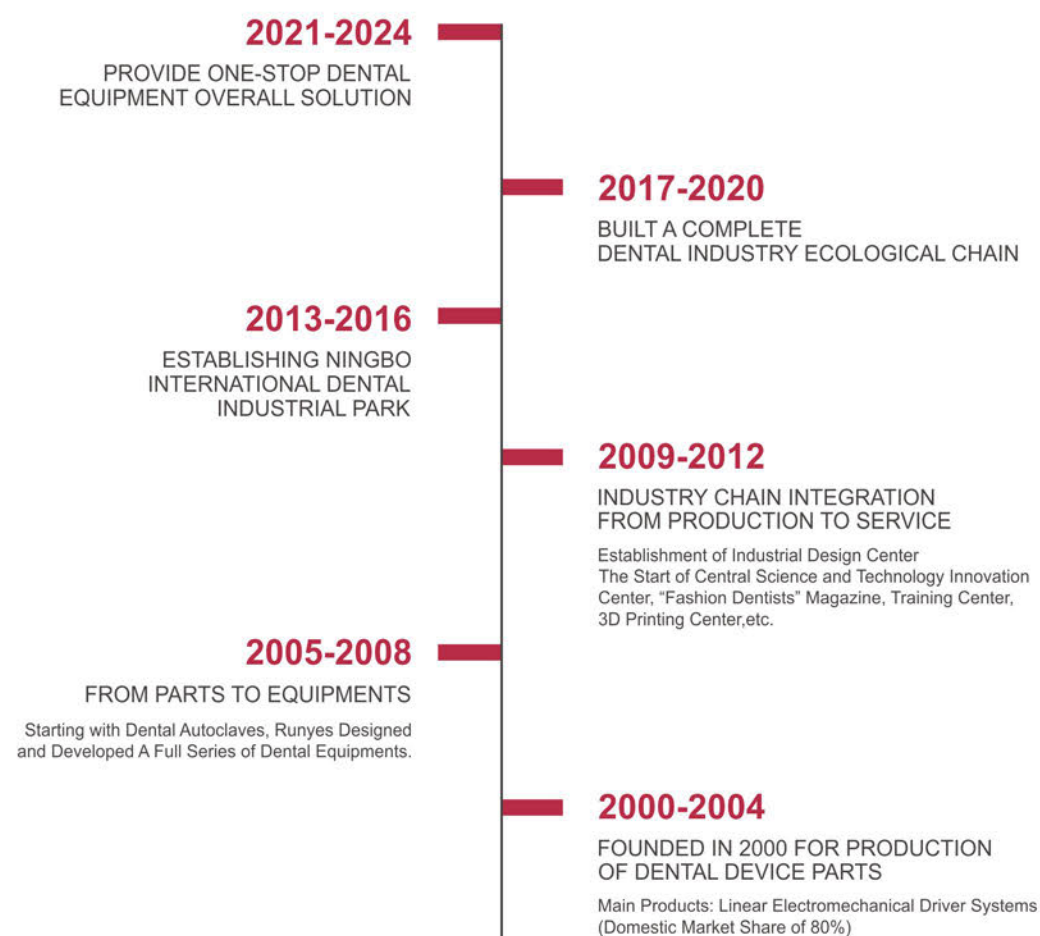 2021-2024
PROVIDE ONE-STOP DENTAL
EQUIPMENT OVERALL SOLUTION
2017-2020
BUILT A COMPLETE
DENTAL INDUSTRY ECOLOGICAL CHAIN
2013-2016
ESTABLISHING NINGBO
INTERNATIONAL DENTAL
INDUSTRIAL PARK
2009-2012
INDUSTRY CHAIN INTEGRATION
FROM PRODUCTION TO SERVICE
Establishment of Industrial Design Center
The Start of Central Science and Technology Innovation
Center, “Fashion Dentists” Magazine, Training Center,
3D Printing Center,etc.
2005-2008
FROM PARTS TO EQUIPMENTS
Starting with Dental Autoclaves, Runyes Designed
and Developed A Full Series of Dental Equipments.
2000-2004
FOUNDED IN 2000 FOR PRODUCTION
OF DENTAL DEVICE PARTS
Main Products: Linear Electromechanical Driver Systems
(Domestic Market Share of 80%)